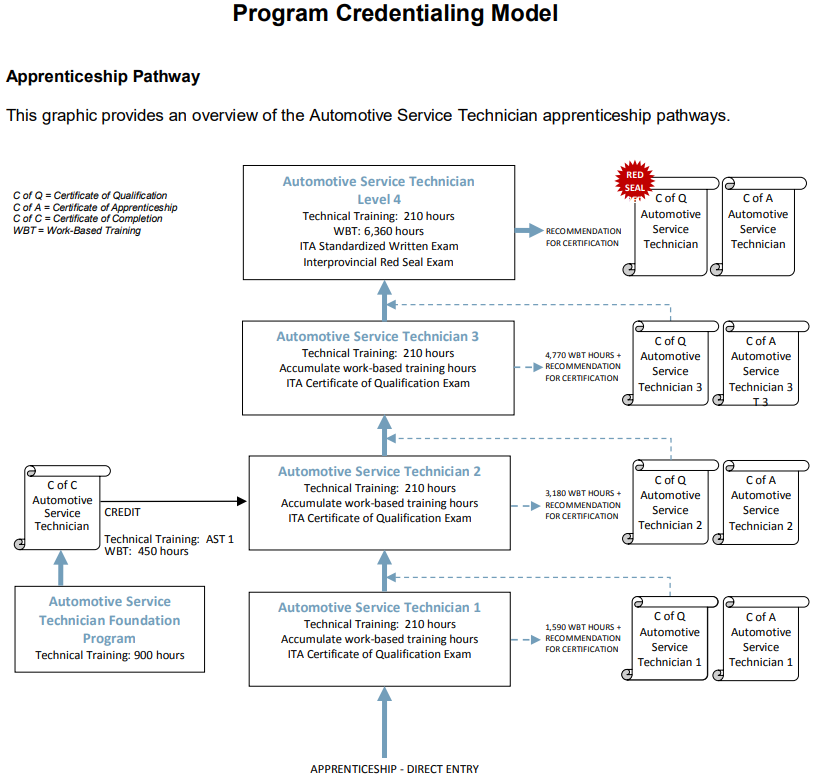 Program Credentialing Model
Apprenticeship Pathway
This graphic provides an overview of the Automotive Service Technician apprenticeship pathways.
C of Q = Certificate of Qualification
C of A = Certificate of Apprenticeship
C of C = Certificate of Completion
WBT = Work-Based Training
Automotive Service Technician
Level 4
Technical Training: 210 hours
WBT: 6,360 hours
ITA Standardized Written Exam
Interprovincial Red Seal Exam
RECOMMENDATION
FOR CERTIFICATION
RED
SEAL
C of Q
Automotive
Service
Technician
C of A
Automotive
Service
Technician
Automotive Service Technician 3
Technical Training: 210 hours
Accumulate work-based training hours
ITA Certificate of Qualification Exam
4,770 WBT HOURS +
RECOMMENDATION
FOR CERTIFICATION
C of Q
Automotive
Service
Technician 3
C of A
Automotive
Service
Technician 3
T 3
C of C
Automotive
Service
Technician
CREDIT
Technical Training: AST 1
WBT: 450 hours
Automotive Service Technician 2
Technical Training: 210 hours
Accumulate work-based training hours
ITA Certificate of Qualification Exam
3,180 WBT HOURS +
RECOMMENDATION
FOR CERTIFICATION
C of Q
Automotive
Service
Technician 2
C of A
Automotive
Service
Technician 2
Automotive Service
Technician Foundation
Program
Technical Training: 900 hours
Automotive Service Technician 1
Technical Training: 210 hours
Accumulate work-based training hours
ITA Certificate of Qualification Exam
1,590 WBT HOURS +
RECOMMENDATION
FOR CERTIFICATION
C of Q
Automotive
Service
Technician 1
C of A
Automotive
Service
Technician 1
APPRENTICESHIP - DIRECT ENTRY